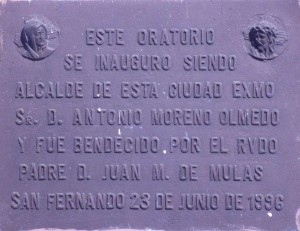 ESTE ORATORIO
SE INAUGURO SIENDO
ALCALDE DE ESTA CIUDAD EXMO
SR. D. ANTONIO MORENO OLMEDO
Y FUE BENDECIDO POR EL RVDO
PADRE D. JUAN M. DE MULAS
SAN FERNANDO 23 DE JUNIO DE 1996